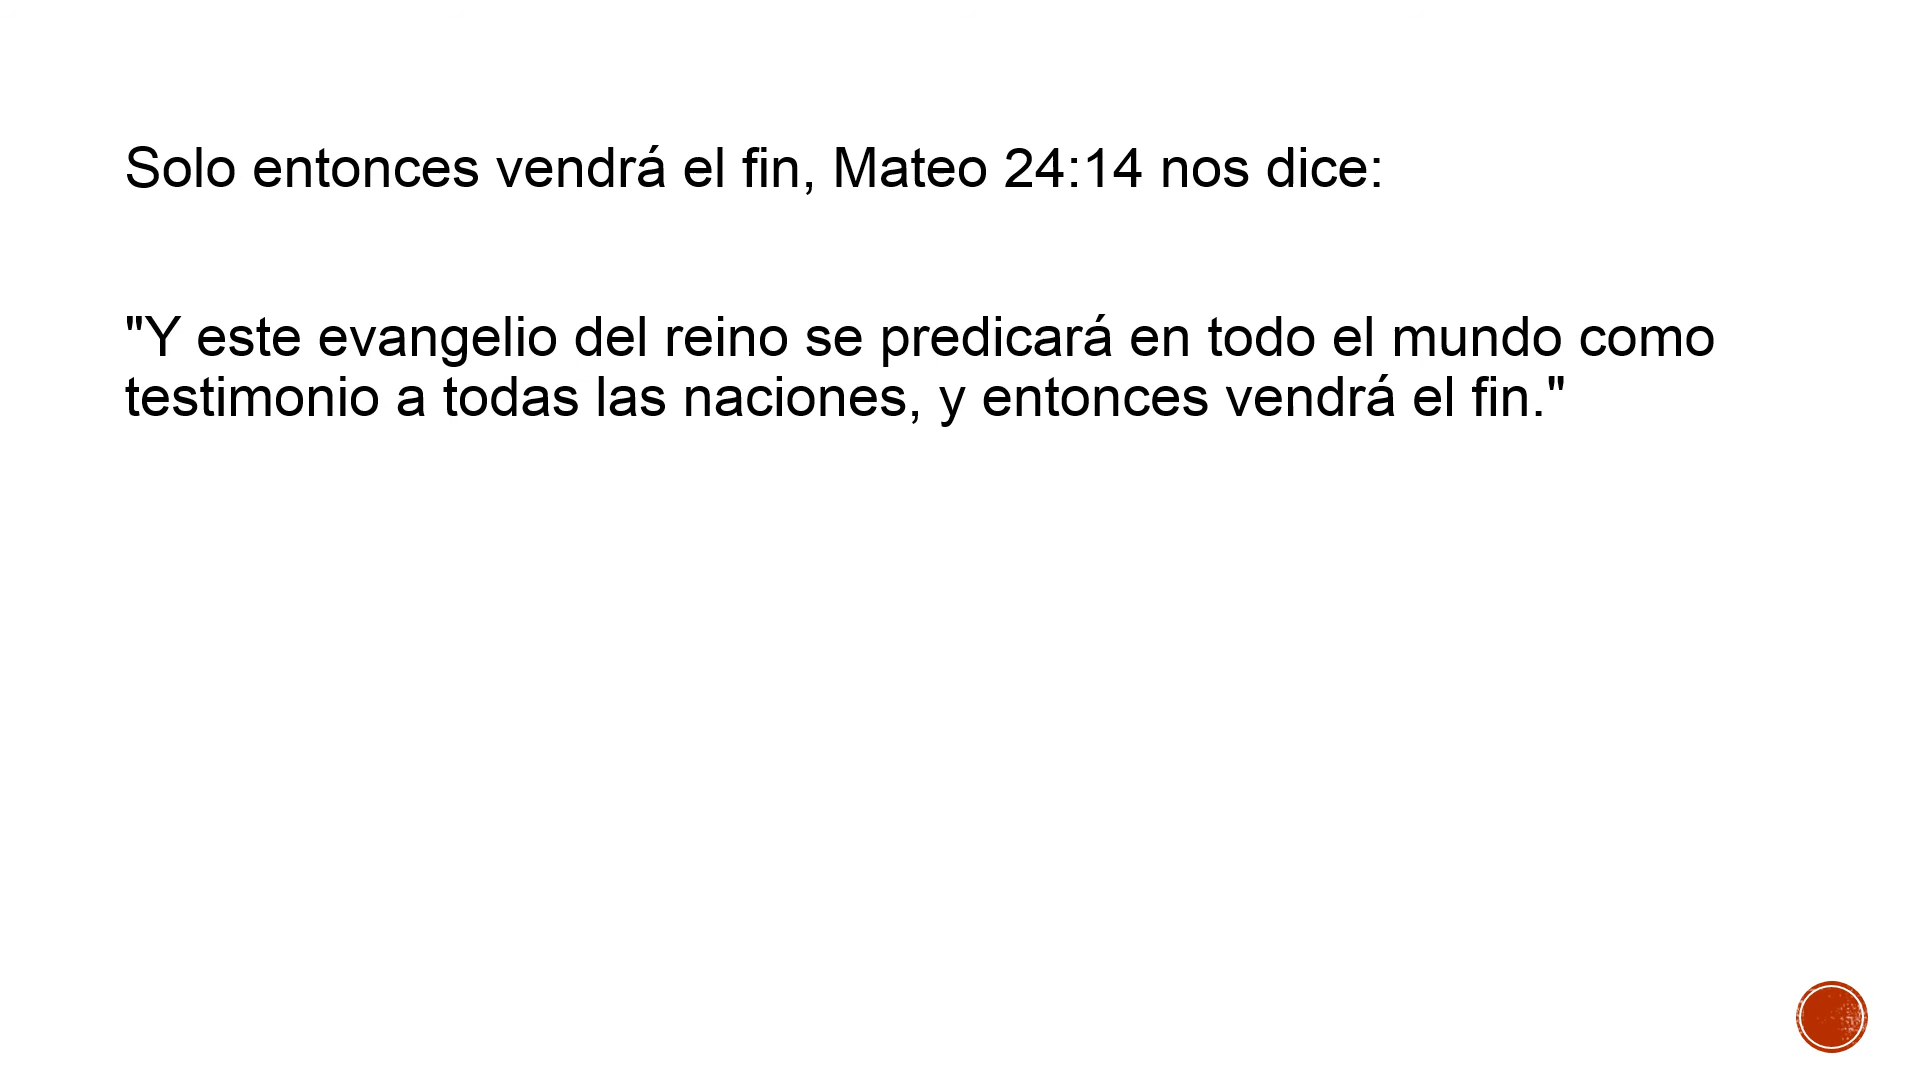 Solo entonces vendrá el fin, Mateo 24:14 nos dice:
"Y este evangelio del reino se predicará en todo el mundo como
testimonio a todas las naciones, y entonces vendrá el fin."